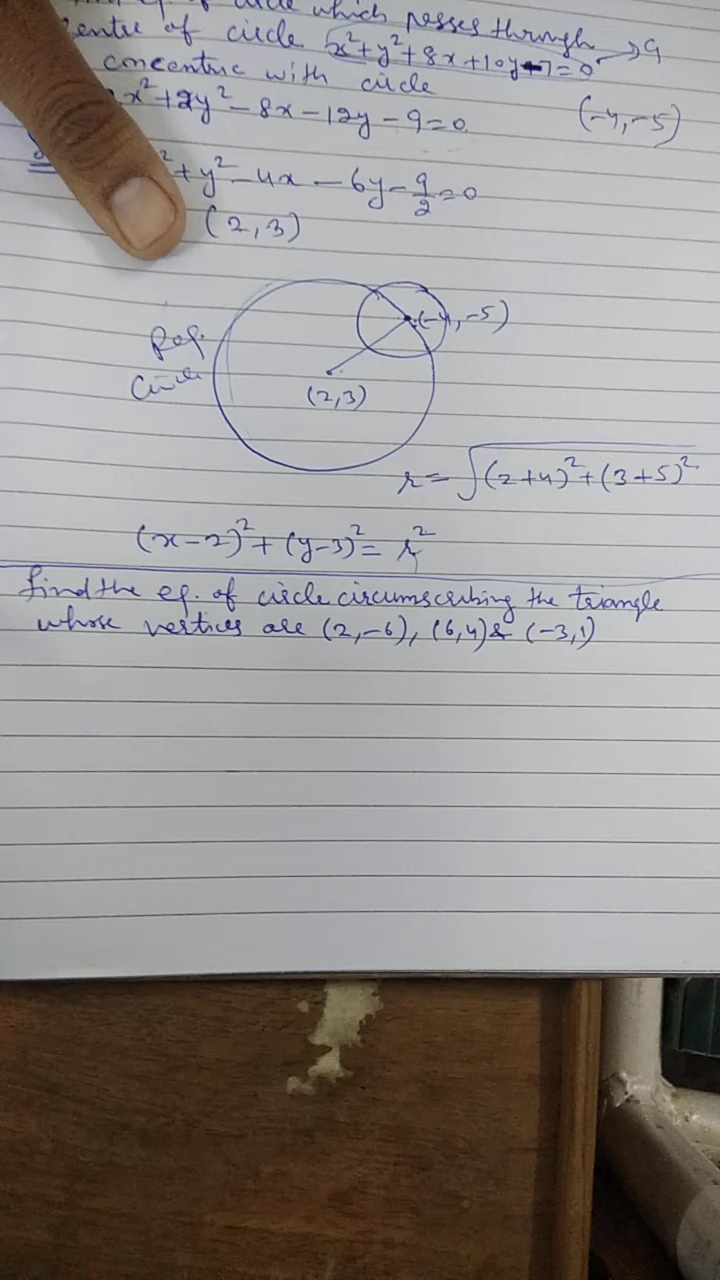 which passes through
centre of circle x²+y²+8x+10y+7=0 → 9
concentric with circle
x²+2y²-8x-12y-9=0 (-4,-5)
²+y²-4x-6y-9/2=0
(2,3)
(-4,-5)
Req.
Circle
(2,3)
r=√(2+4)²+(3+5)²
(x-2)²+(y-3)²=r²
find the eq. of circle circumscribing the triangle
whose vertices are (2,-6), (6,4) & (-3,1)